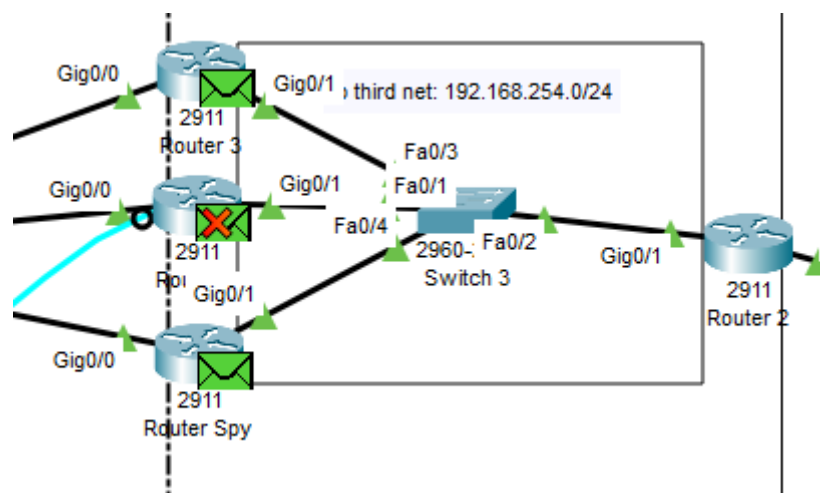 Gig0/0
Gig0/1
third net: 192.168.254.0/24
2911
Router 3
Fa0/3
Gig0/0
Gig0/1
Fa0/1
Fa0/4
2911
2960-
Fa0/2
Gig0/1
Switch 3
Gig0/1
2911
Router 2
Gig0/0
2911
Router Spy